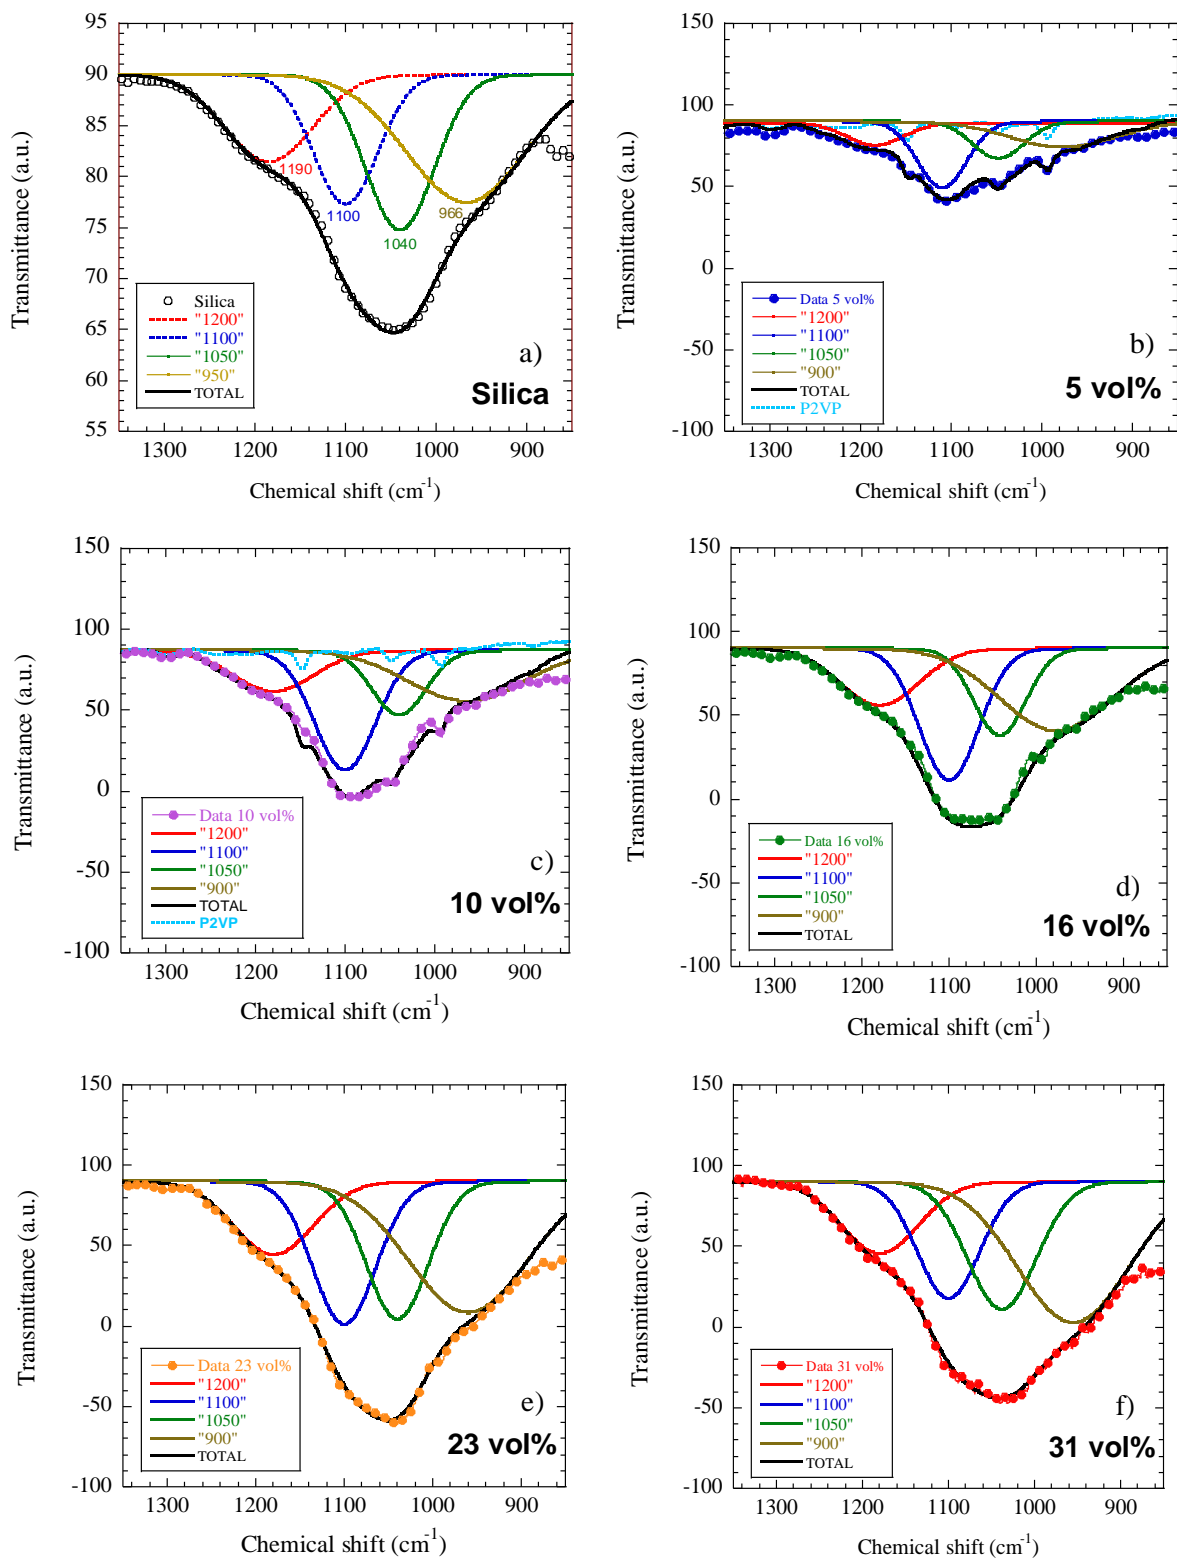 95
90
85
80
75
70
65
60
55
Transmittance (a.u.)
1190
1100
1040
966
Silica
"1200"
"1100"
"1050"
"950"
TOTAL
a)
Silica
1300 1200 1100 1000 900
Chemical shift (cm-1)
150
100
50
0
-50
-100
Transmittance (a.u.)
Data 5 vol%
"1200"
"1100"
"1050"
"900"
TOTAL
P2VP
b)
5 vol%
1300 1200 1100 1000 900
Chemical shift (cm-1)
150
100
50
0
-50
-100
Transmittance (a.u.)
Data 10 vol%
"1200"
"1100"
"1050"
"900"
TOTAL
P2VP
c)
10 vol%
1300 1200 1100 1000 900
Chemical shift (cm-1)
150
100
50
0
-50
-100
Transmittance (a.u.)
Data 16 vol%
"1200"
"1100"
"1050"
"900"
TOTAL
d)
16 vol%
1300 1200 1100 1000 900
Chemical shift (cm-1)
150
100
50
0
-50
-100
Transmittance (a.u.)
Data 23 vol%
"1200"
"1100"
"1050"
"900"
TOTAL
e)
23 vol%
1300 1200 1100 1000 900
Chemical shift (cm-1)
150
100
50
0
-50
-100
Transmittance (a.u.)
Data 31 vol%
"1200"
"1100"
"1050"
"900"
TOTAL
f)
31 vol%
1300 1200 1100 1000 900
Chemical shift (cm-1)